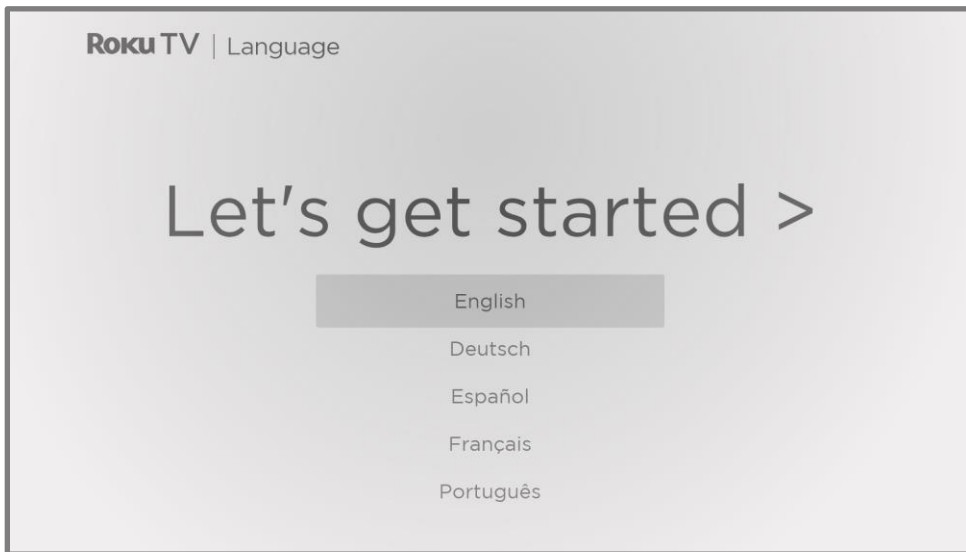 Roku TV | Language
Let's get started >
English
Deutsch
Español
Français
Português